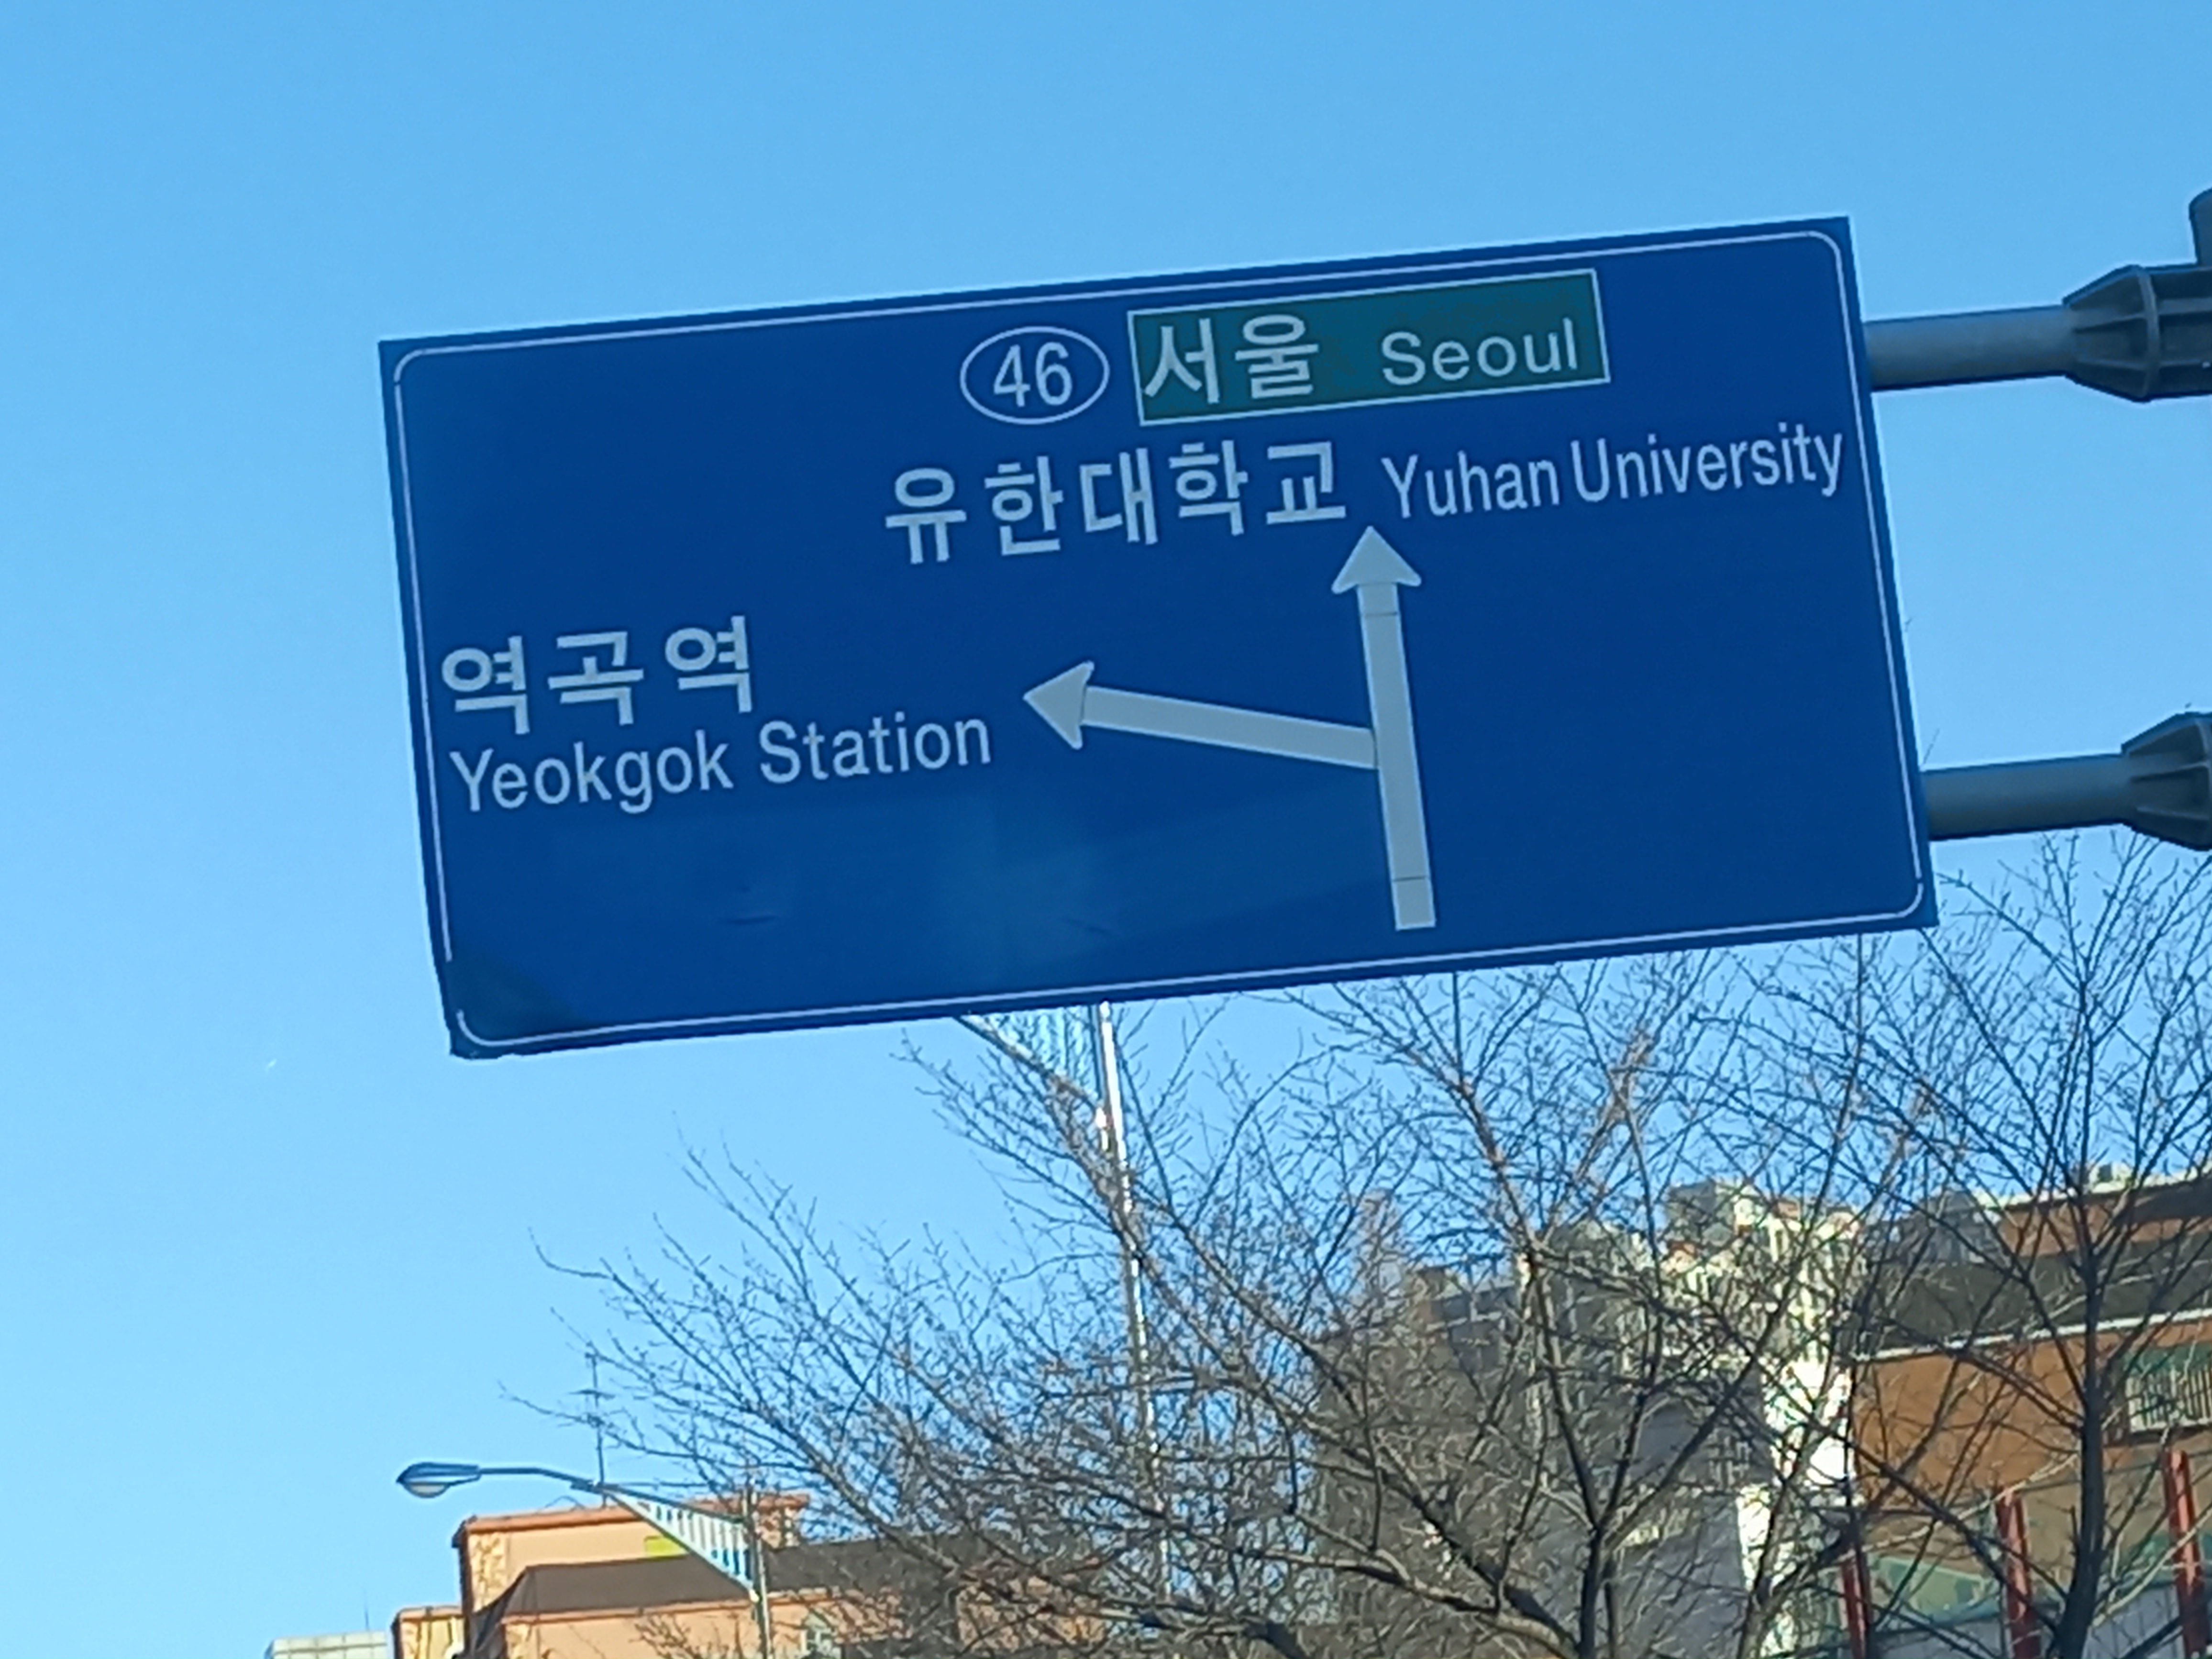 46 서울 Seoul
유한대학교 Yuhan University
역곡역
Yeokgok Station